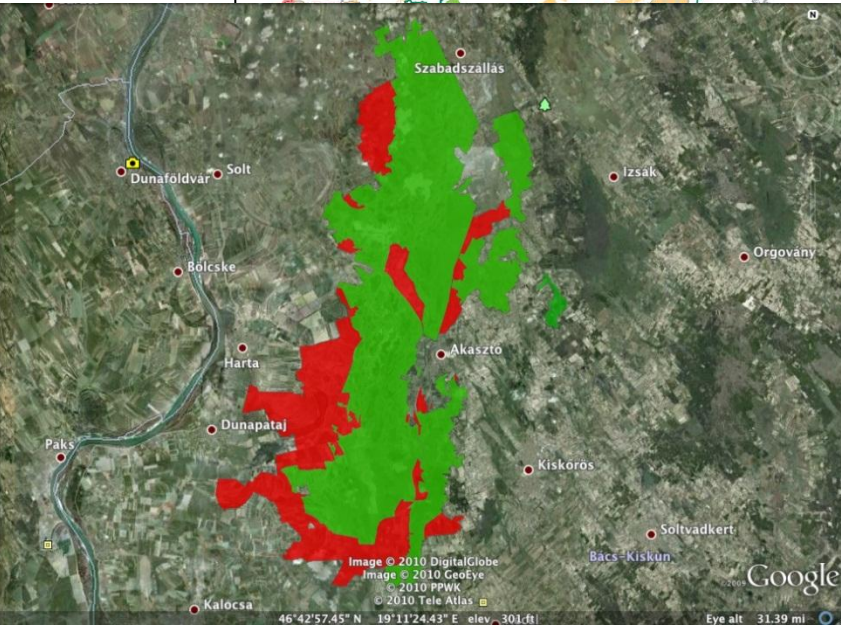 N
Szabadszállás
Izsák
Solt
Dunaföldvár
Orgovány
Bölcske
Akasztó
Harta
Dunapataj
Paks
Kiskőrös
Soltvadkert
Bács-Kiskun
Image © 2010 DigitalGlobe
Image © 2010 GeoEye
© 2010 PPWK
© 2010 Tele Atlas
©2009 Google
Kalocsa
46°42'57.45" N 19°11'24.43" E elev 301 ft
Eye alt 31.39 mi